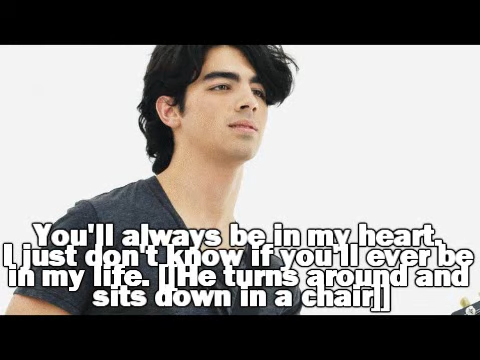 You'll always be in my heart.
I just don't know if you'll ever be
in my life. [[He turns around and
sits down in a chair]]